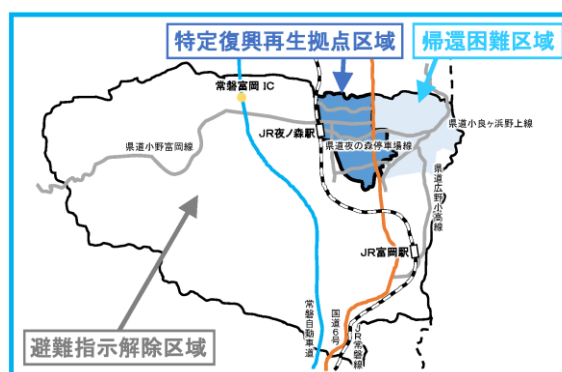 特定復興再生拠点区域
帰還困難区域
常磐富岡IC
JR夜ノ森駅
県道小良ヶ浜野上線
県道小野富岡線
県道夜の森停車場線
県道広野小高線
JR富岡駅
避難指示解除区域
常磐自動車道
国道6号
JR常磐線